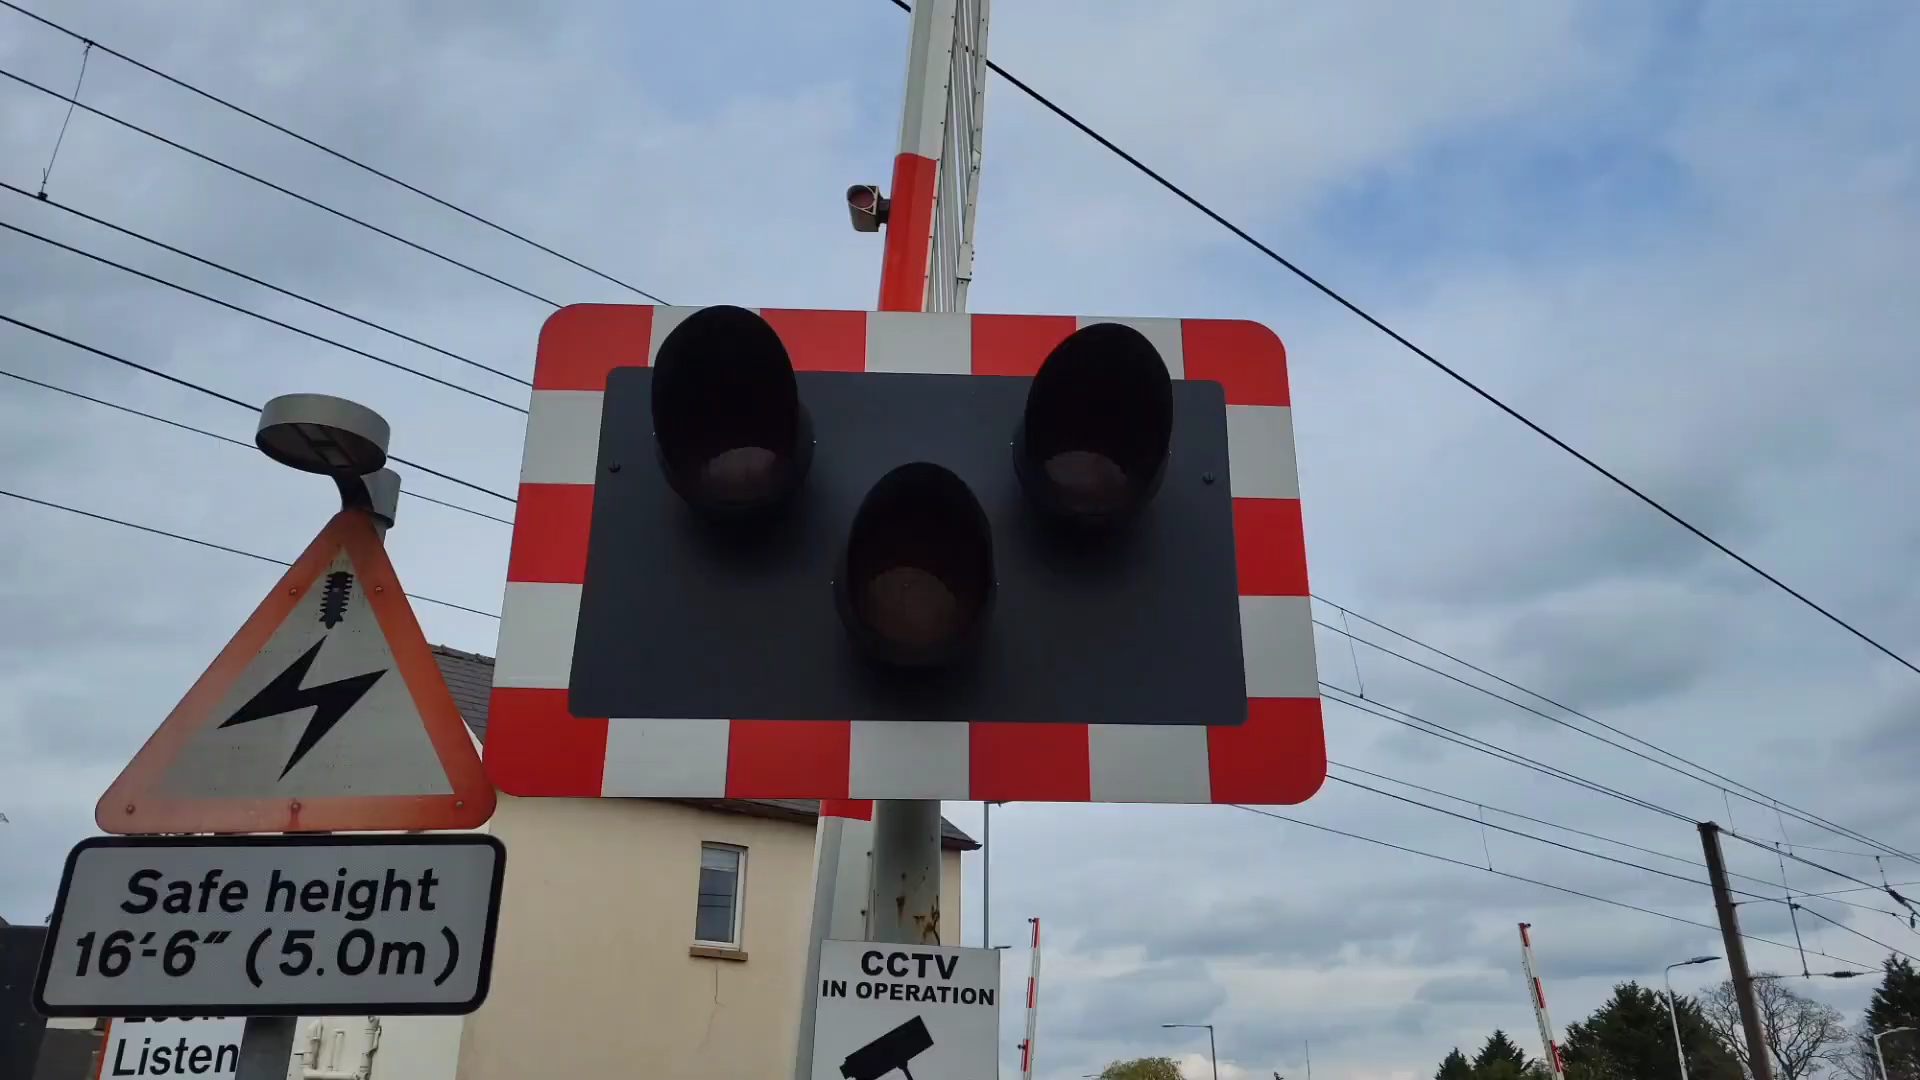 Safe height
16'-6" (5.0m)
Listen
CCTV
IN OPERATION